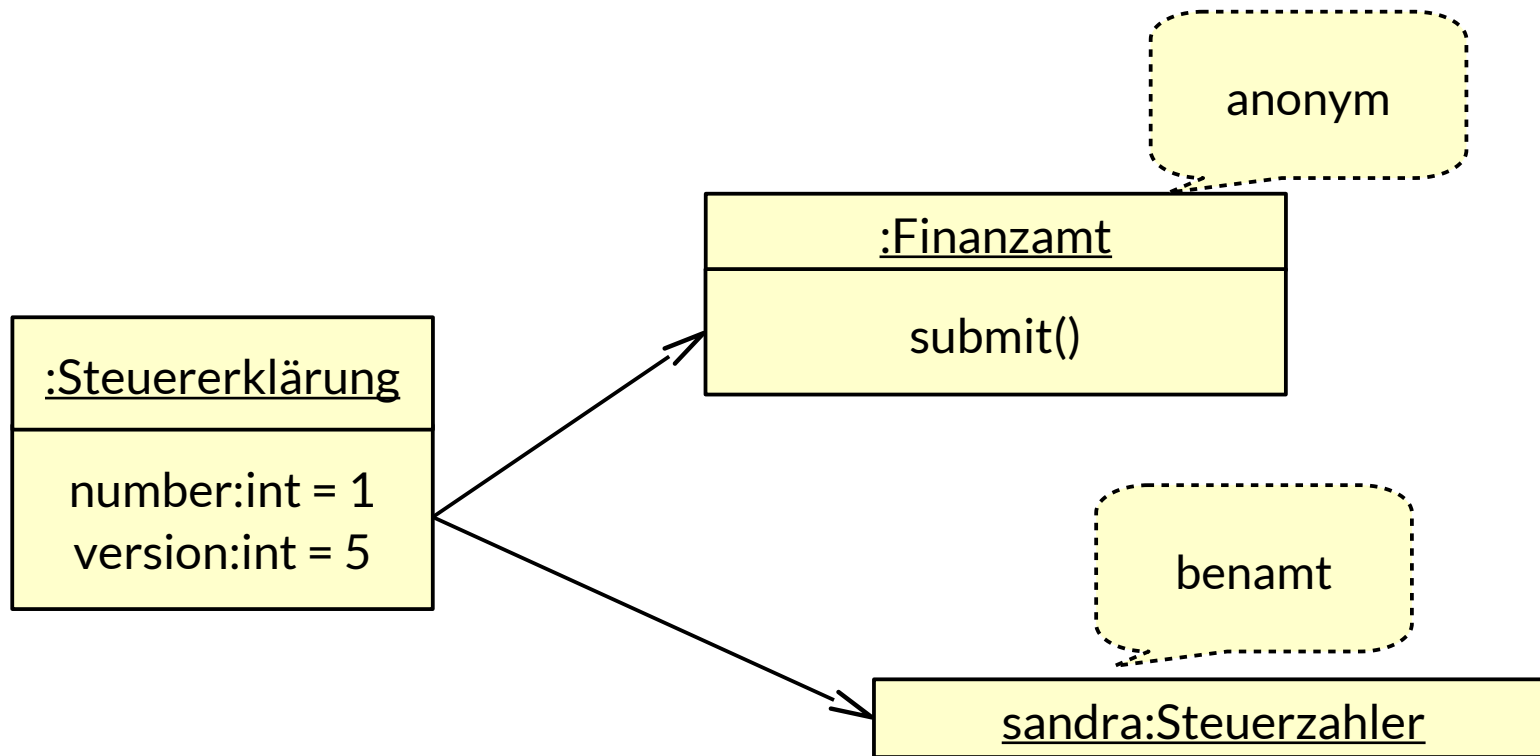 anonym
:Finanzamt
submit()
:Steuererklärung
number:int = 1
version:int = 5
benamt
sandra:Steuerzahler